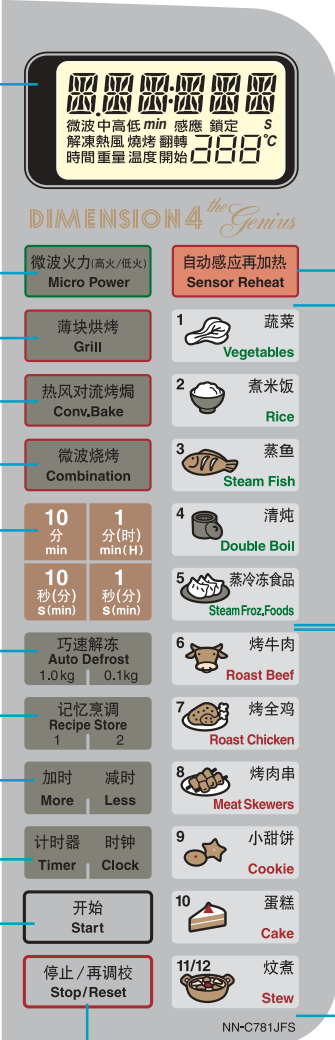 微波 中高低 min 感應 鎖定 S
解凍熱風 燒烤 翻轉 °C
時間 重量 溫度 開始 288
DIMENSION 4 the Genius
微波火力(高火/低火)
Micro Power
自动感应再加热
Sensor Reheat
薄块烘烤
Grill
热风对流烤焗
Conv.Bake
微波烧烤
Combination
10
分
min
1
分(时)
min(H)
10
秒(分)
s(min)
1
秒(分)
s(min)
巧速解冻
Auto Defrost
1.0kg 0.1kg
记忆烹调
Recipe Store
1 2
加时 减时
More Less
计时器 时钟
Timer Clock
开始
Start
停止/再调校
Stop/Reset
1 蔬菜
Vegetables
2 煮米饭
Rice
3 蒸鱼
Steam Fish
4 清炖
Double Boil
5 蒸冷冻食品
Steam Froz.Foods
6 烤牛肉
Roast Beef
7 烤全鸡
Roast Chicken
8 烤肉串
Meat Skewers
9 小甜饼
Cookie
10 蛋糕
Cake
11/12 炆煮
Stew
NN-C781JFS